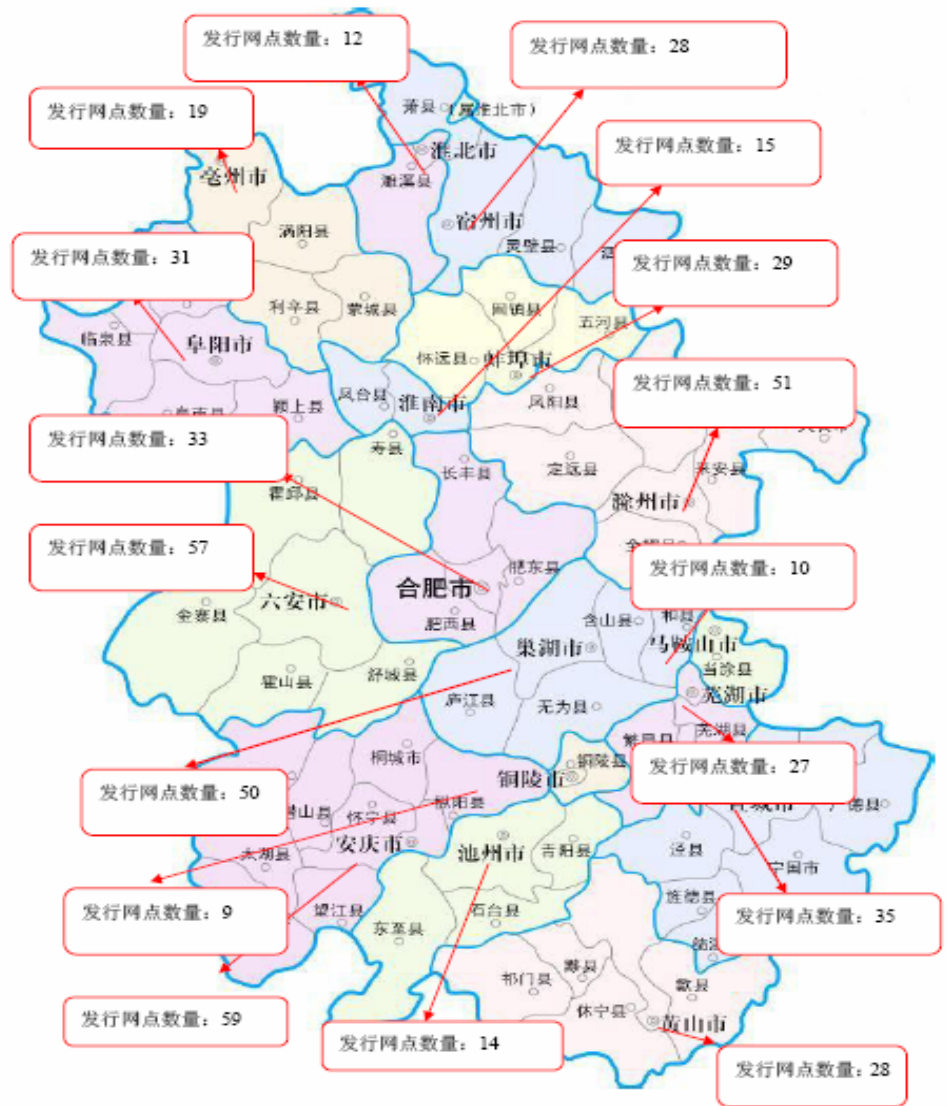 发行网点数量：12
发行网点数量：28
萧县
（属淮北市）
发行网点数量：19
发行网点数量：15
淮北市
濉溪县
亳州市
宿州市
涡阳县
灵璧县
发行网点数量：31
发行网点数量：29
利辛县
蒙城县
固镇县
五河县
临泉县
阜阳市
怀远县
蚌埠市
凤台县
淮南市
凤阳县
发行网点数量：51
颍上县
发行网点数量：33
寿县
长丰县
定远县
来安县
霍邱县
滁州市
发行网点数量：57
肥东县
发行网点数量：10
合肥市
六安市
金寨县
肥西县
含山县
和县
巢湖市
马鞍山市
当涂县
霍山县
舒城县
庐江县
无为县
芜湖市
芜湖县
桐城市
铜陵市
铜陵县
发行网点数量：27
发行网点数量：50
枞阳县
怀宁县
太湖县
安庆市
池州市
青阳县
泾县
宁国市
旌德县
发行网点数量：9
望江县
东至县
石台县
发行网点数量：35
祁门县
黟县
歙县
休宁县
黄山市
发行网点数量：59
发行网点数量：14
发行网点数量：28